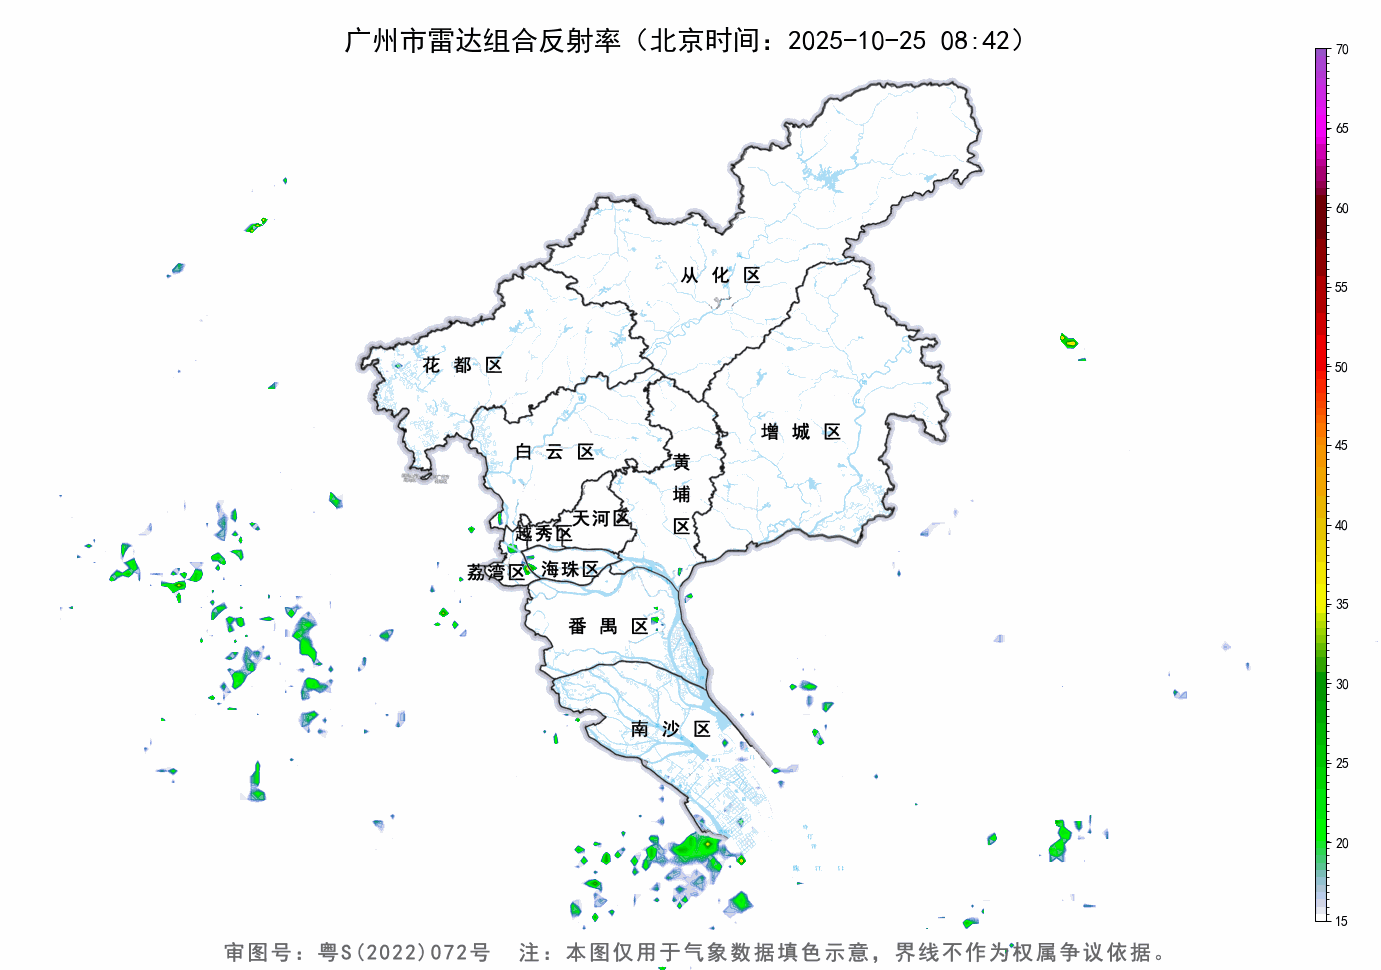 广州市雷达组合反射率（北京时间：2025-10-25 08:42）
70
65
60
55
50
45
40
35
30
25
20
15
从化区
花都区
增城区
白云区
黄埔区
天河区
越秀区
荔湾区
海珠区
番禺区
南沙区
审图号：粤S(2022)072号 注：本图仅用于气象数据填色示意，界线不作为权属争议依据。